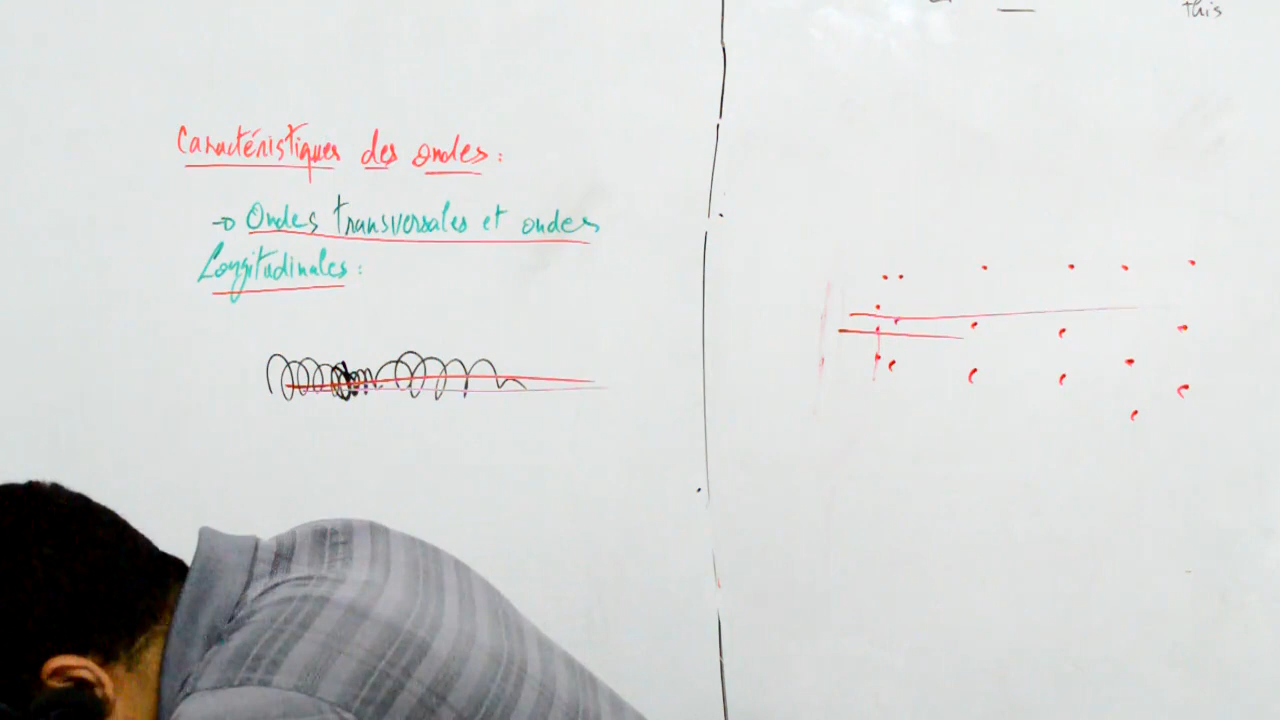 Caractéristiques des ondes :
→ Ondes transversales et ondes
Longitudinales :
this